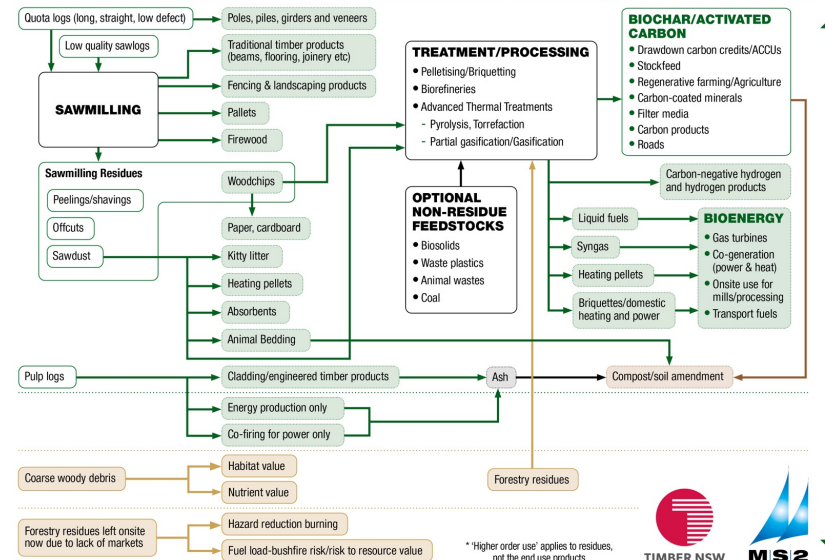 Quota logs (long, straight, low defect)
Low quality sawlogs
SAWMILLING
Poles, piles, girders and veneers
Traditional timber products
(beams, flooring, joinery etc)
Fencing & landscaping products
Pallets
Firewood
Sawmilling Residues
Peelings/shavings
Offcuts
Sawdust
Woodchips
Paper, cardboard
Kitty litter
Heating pellets
Absorbents
Animal Bedding
TREATMENT/PROCESSING
• Pelletising/Briquetting
• Biorefineries
• Advanced Thermal Treatments
- Pyrolysis, Torrefaction
- Partial gasification/Gasification
OPTIONAL
NON-RESIDUE
FEEDSTOCKS
• Biosolids
• Waste plastics
• Animal wastes
• Coal
BIOCHAR/ACTIVATED
CARBON
• Drawdown carbon credits/ACCUs
• Stockfeed
• Regenerative farming/Agriculture
• Carbon-coated minerals
• Filter media
• Carbon products
• Roads
Carbon-negative hydrogen
and hydrogen products
Liquid fuels
Syngas
Heating pellets
Briquettes/domestic
heating and power
BIOENERGY
• Gas turbines
• Co-generation
(power & heat)
• Onsite use for
mills/processing
• Transport fuels
Pulp logs
Cladding/engineered timber products
Ash
Compost/soil amendment
Energy production only
Co-firing for power only
Coarse woody debris
Habitat value
Nutrient value
Forestry residues
Forestry residues left onsite
now due to lack of markets
Hazard reduction burning
Fuel load-bushfire risk/risk to resource value
* 'Higher order use' applies to residues,
not the end use products
TIMBER NSW
MS2